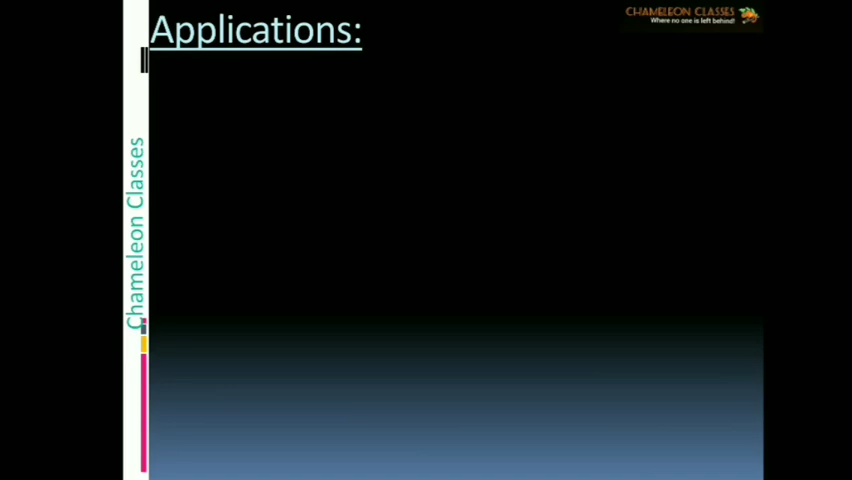 Applications:
CHAMELEON CLASSES
Where no one is left behind!
Chameleon Classes